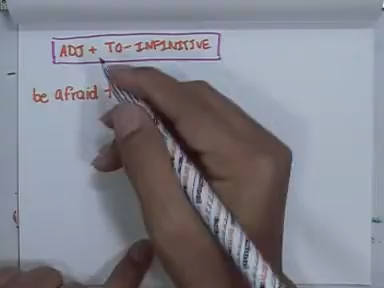 ADJ + TO-INFINITIVE
be afraid +